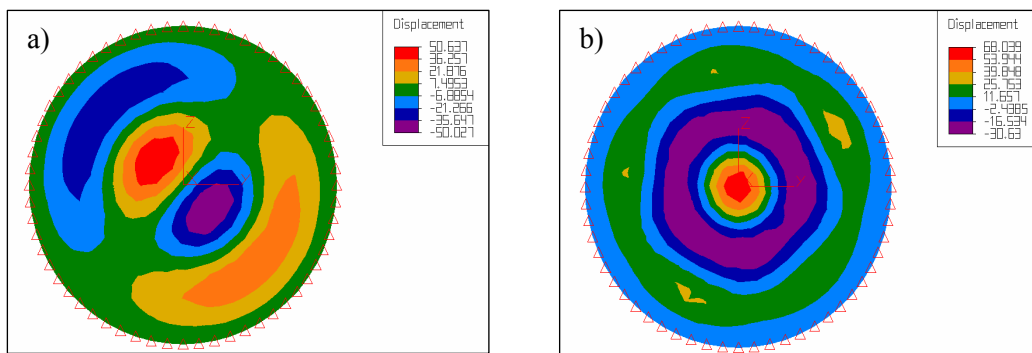 a)
Displacement
50.637
36.257
21.876
7.4953
-6.8854
-21.266
-35.647
-50.027
Z
Y
b)
Displacement
68.039
53.944
39.848
25.753
11.657
-2.4385
-16.534
-30.63
Z
Y